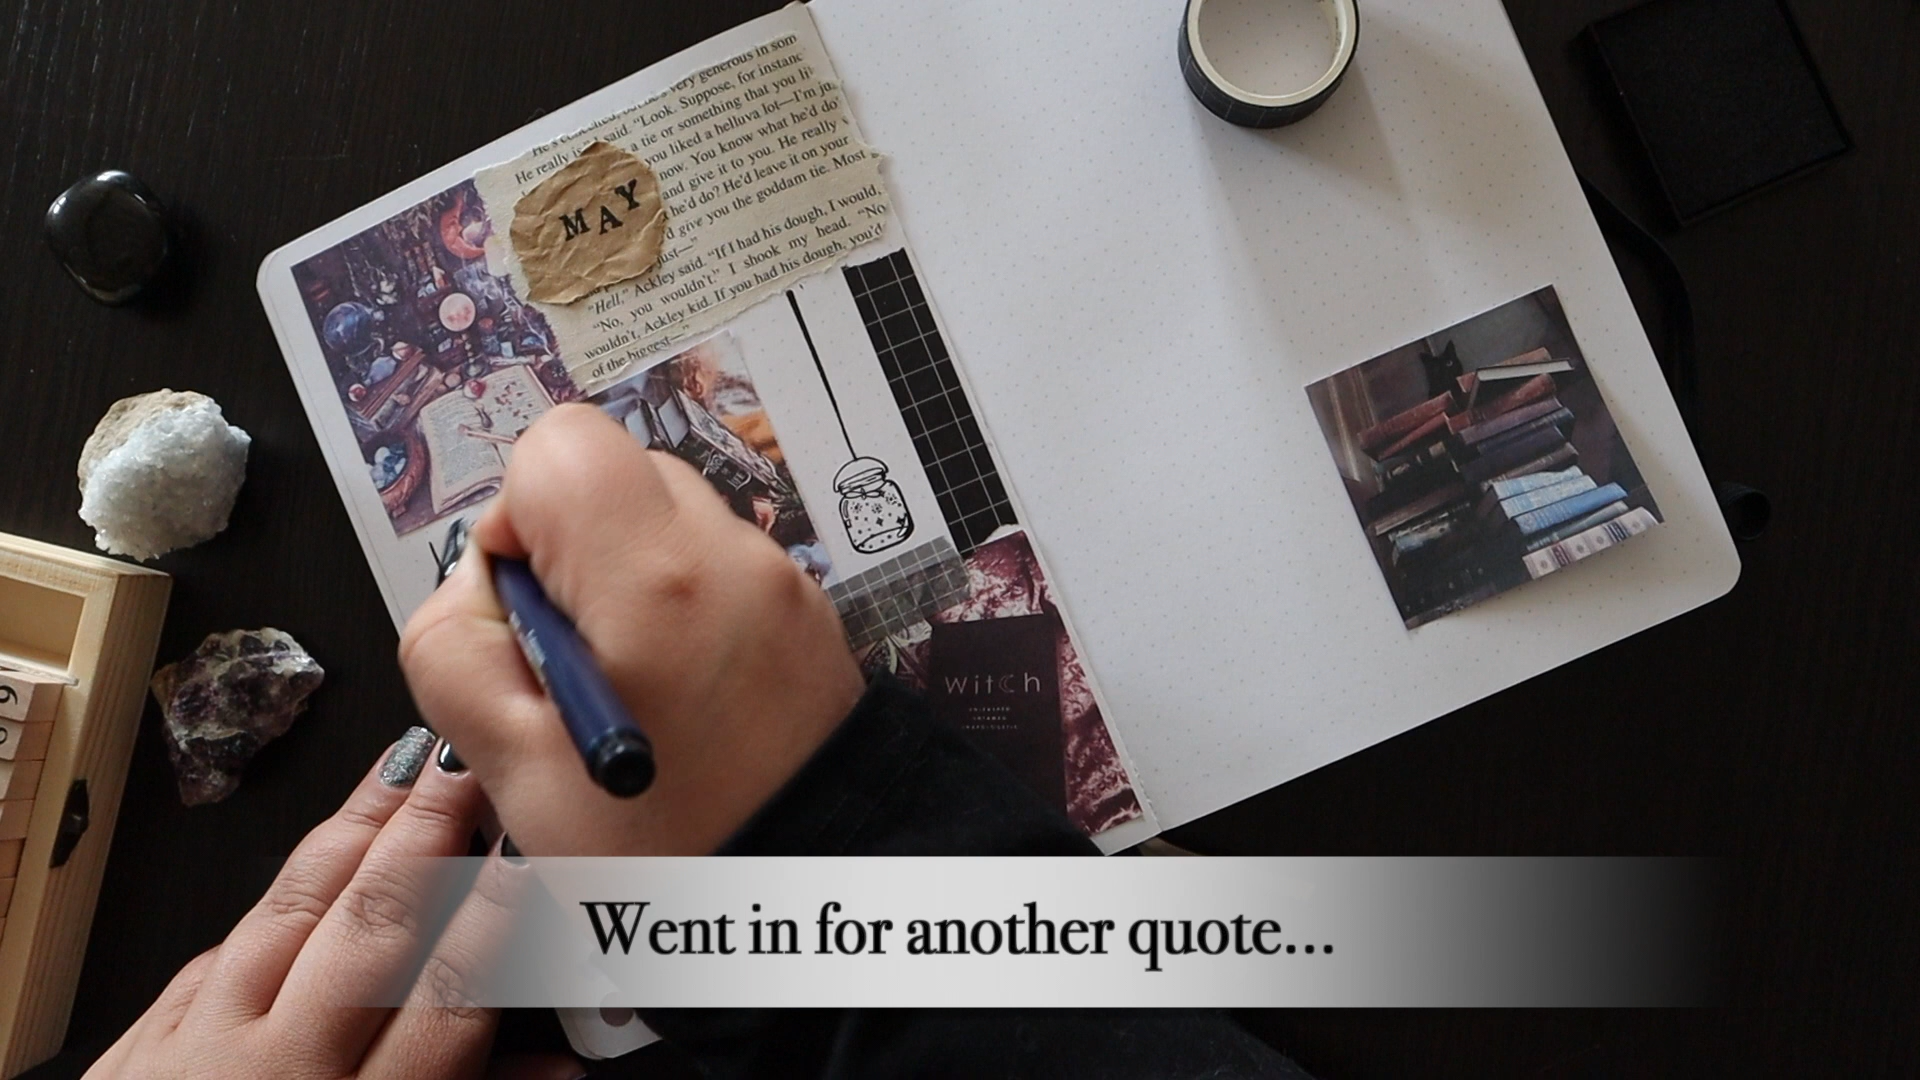 very generous in som
He really is," I said. "Look. Suppose, for instanc
a tie or something that you li
you liked a helluva lot—I'm ju
now. You know what he'd do
and give it to you. He really
he'd do? He'd leave it on your
d give you the goddam tie. Most
just—"
"Hell," Ackley said. "If I had his dough, I would,
"No, you wouldn't." I shook my head. "No
wouldn't, Ackley kid. If you had his dough, you'd
of the biggest—"
MAY
witch
Went in for another quote...